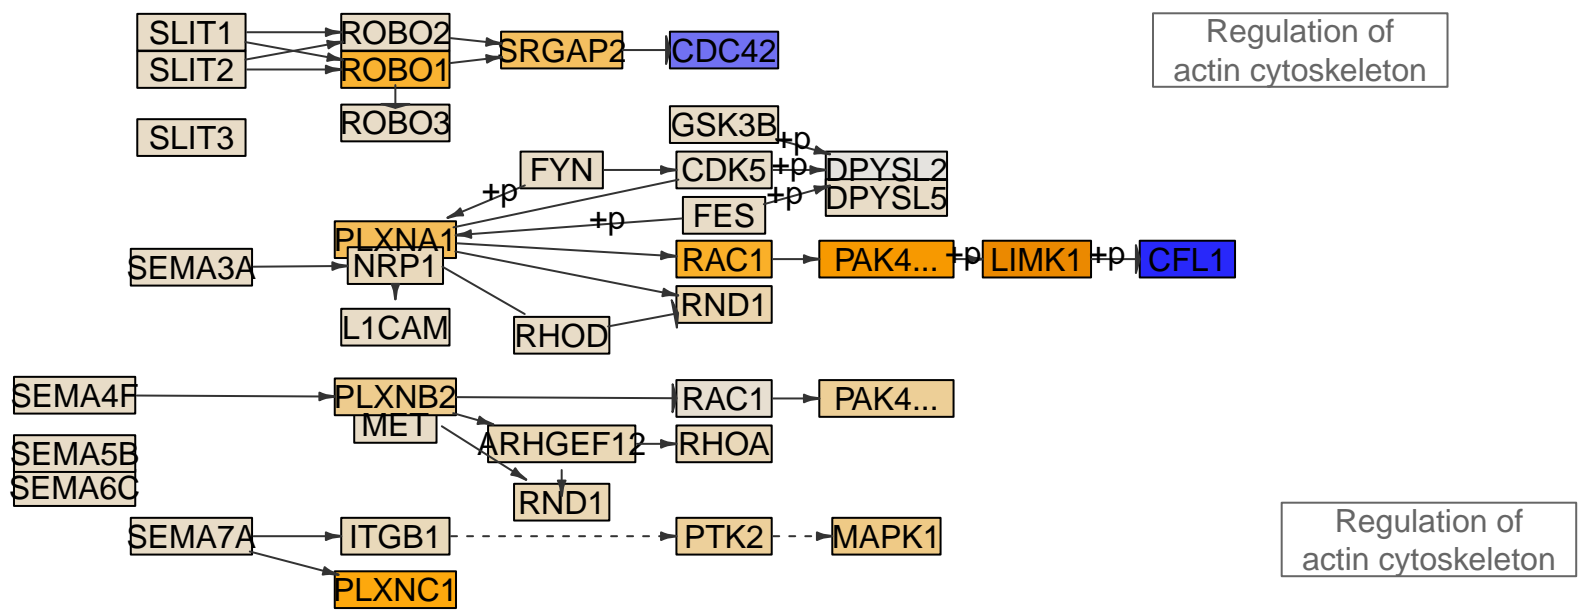 SLIT1
ROBO2
SRGAP2
CDC42
Regulation of
actin cytoskeleton
SLIT2
ROBO1
SLIT3
ROBO3
GSK3B
+p
FYN
CDK5
+p
DPYSL2
+p
FES
+p
DPYSL5
+p
PLXNA1
SEMA3A
NRP1
RAC1
PAK4...
+p
LIMK1
+p
CFL1
RND1
L1CAM
RHOD
SEMA4F
PLXNB2
RAC1
PAK4...
MET
ARHGEF12
RHOA
SEMA5B
SEMA6C
RND1
SEMA7A
ITGB1
PTK2
MAPK1
Regulation of
actin cytoskeleton
PLXNC1